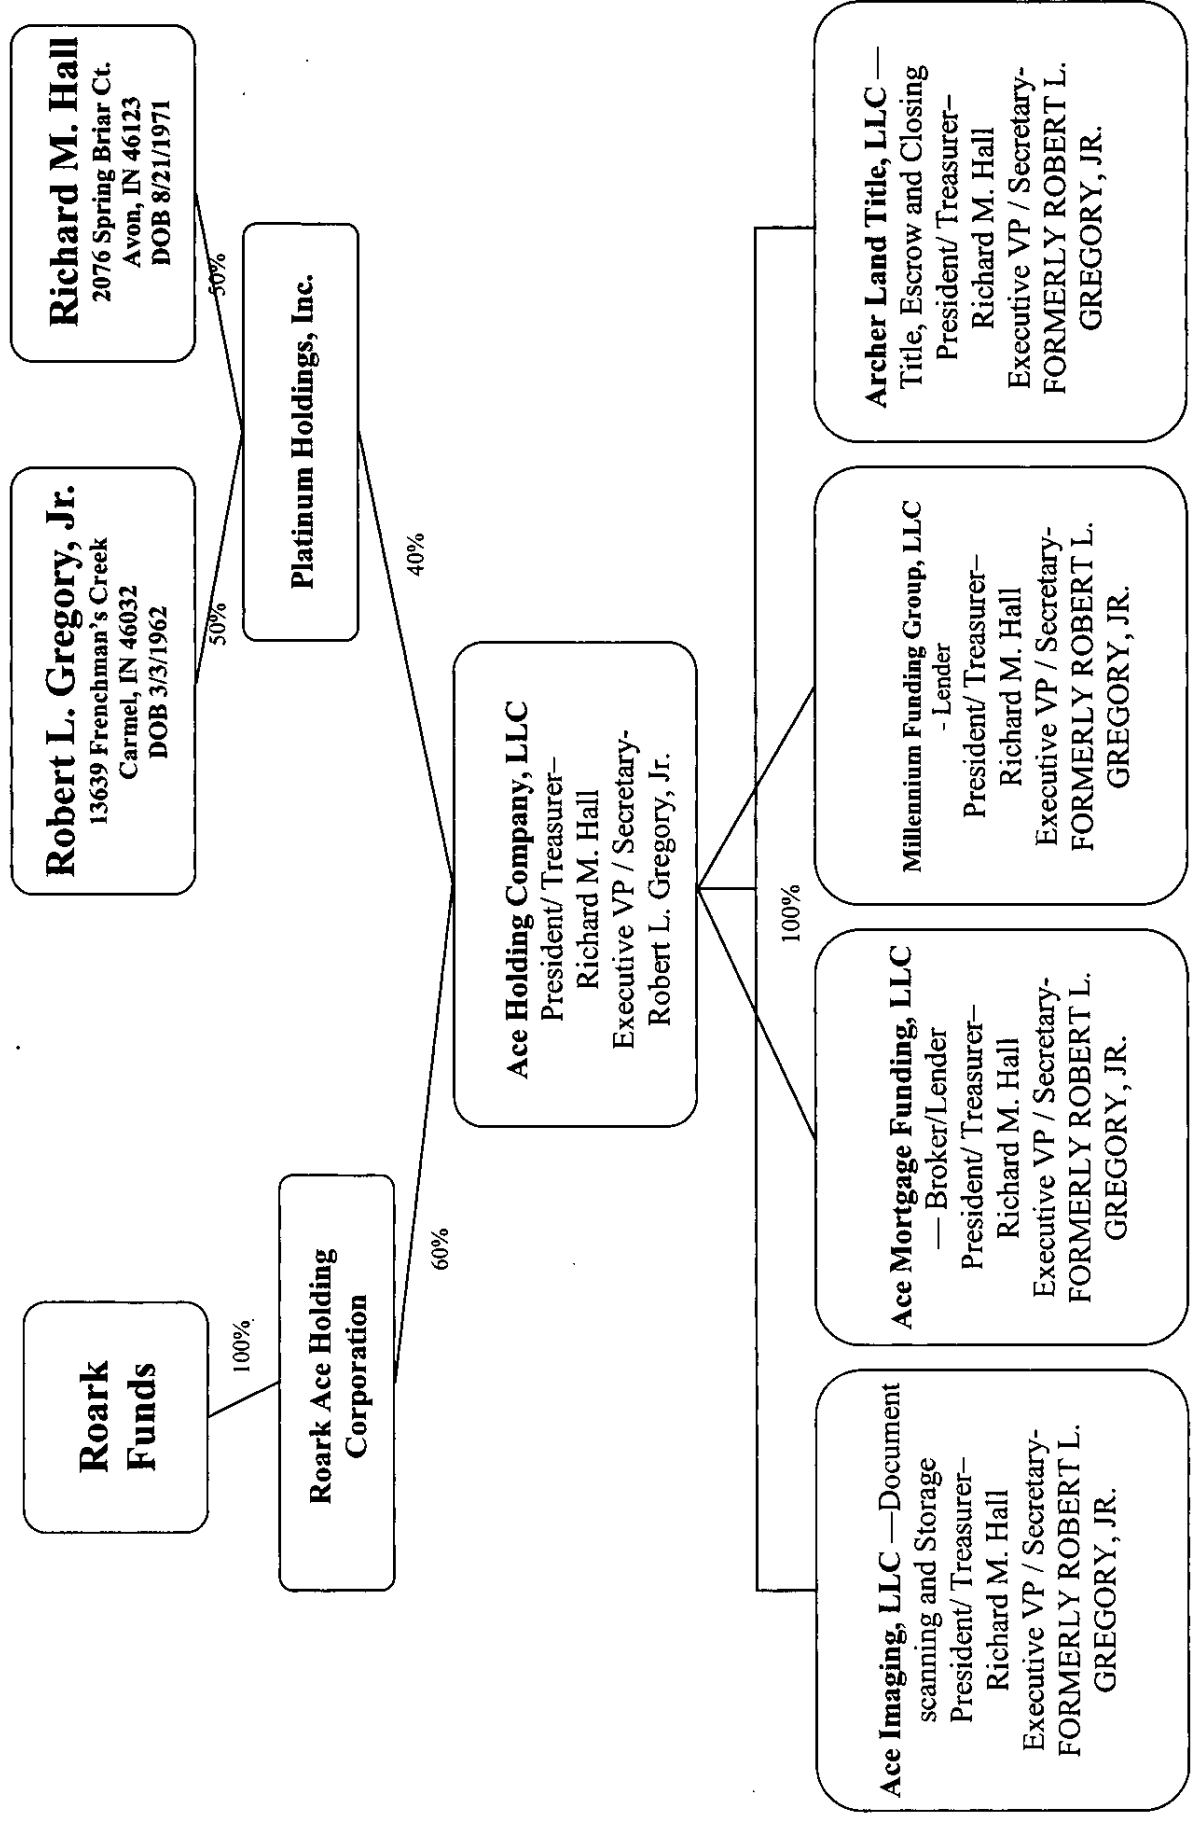 Roark
Funds
100%
Roark Ace Holding
Corporation
60%
Robert L. Gregory, Jr.
13639 Frenchman's Creek
Carmel, IN 46032
DOB 3/3/1962
50%
Richard M. Hall
2076 Spring Briar Ct.
Avon, IN 46123
DOB 8/21/1971
50%
Platinum Holdings, Inc.
40%
Ace Holding Company, LLC
President/ Treasurer–
Richard M. Hall
Executive VP / Secretary-
Robert L. Gregory, Jr.
100%
Ace Imaging, LLC —Document
scanning and Storage
President/ Treasurer–
Richard M. Hall
Executive VP / Secretary-
FORMERLY ROBERT L.
GREGORY, JR.
Ace Mortgage Funding, LLC
— Broker/Lender
President/ Treasurer–
Richard M. Hall
Executive VP / Secretary-
FORMERLY ROBERT L.
GREGORY, JR.
Millennium Funding Group, LLC
- Lender
President/ Treasurer–
Richard M. Hall
Executive VP / Secretary-
FORMERLY ROBERT L.
GREGORY, JR.
Archer Land Title, LLC —
Title, Escrow and Closing
President/ Treasurer–
Richard M. Hall
Executive VP / Secretary-
FORMERLY ROBERT L.
GREGORY, JR.